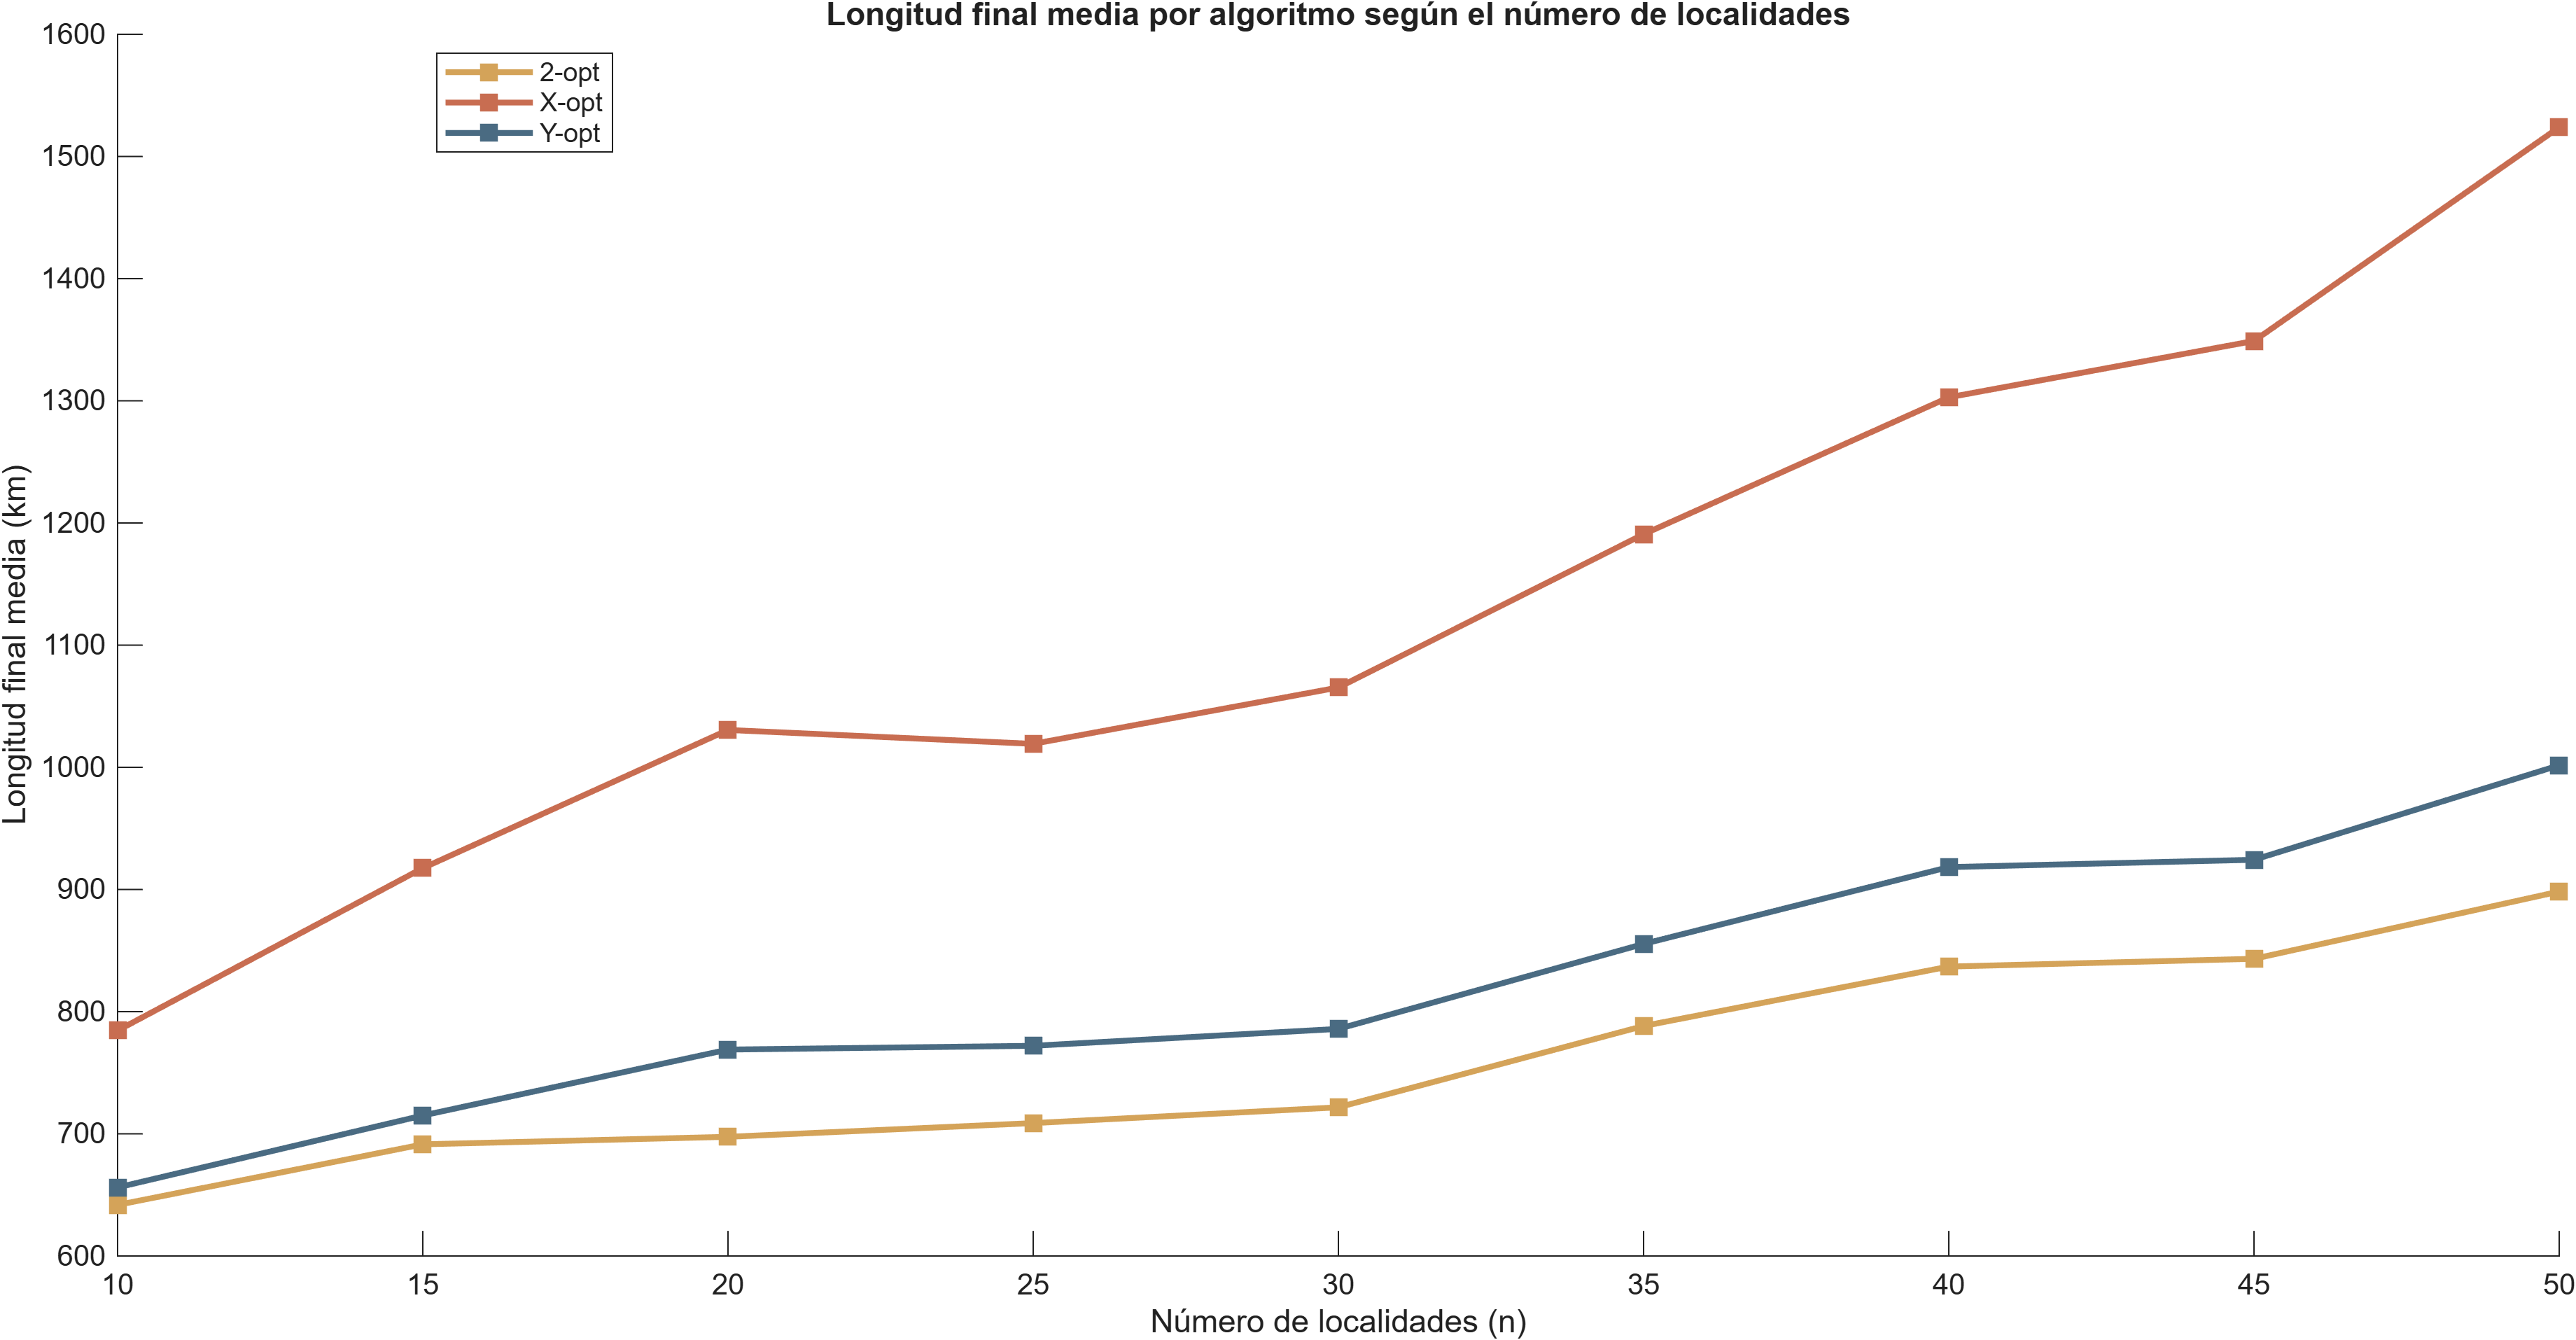 Longitud final media por algoritmo según el número de localidades
2-opt
X-opt
Y-opt
Longitud final media (km)
1600
1500
1400
1300
1200
1100
1000
900
800
700
600
10 15 20 25 30 35 40 45 50
Número de localidades (n)